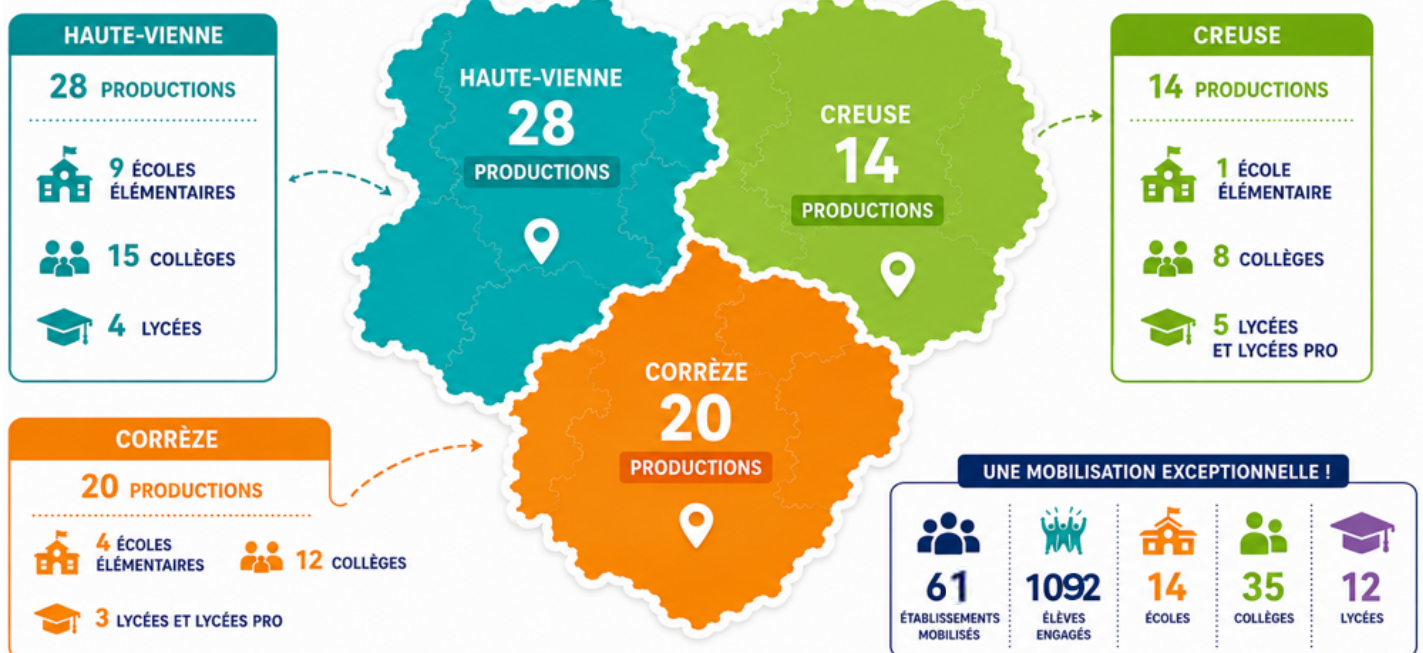 HAUTE-VIENNE
28 PRODUCTIONS
9 ÉCOLES
ÉLÉMENTAIRES
15 COLLÈGES
4 LYCÉES
HAUTE-VIENNE
28
PRODUCTIONS
CREUSE
14
PRODUCTIONS
CREUSE
14 PRODUCTIONS
1 ÉCOLE
ÉLÉMENTAIRE
8 COLLÈGES
5 LYCÉES
ET LYCÉES PRO
CORRÈZE
20
PRODUCTIONS
CORRÈZE
20 PRODUCTIONS
4 ÉCOLES
ÉLÉMENTAIRES
12 COLLÈGES
3 LYCÉES ET LYCÉES PRO
UNE MOBILISATION EXCEPTIONNELLE !
61
ÉTABLISSEMENTS
MOBILISÉS
1092
ÉLÈVES
ENGAGÉS
14
ÉCOLES
35
COLLÈGES
12
LYCÉES